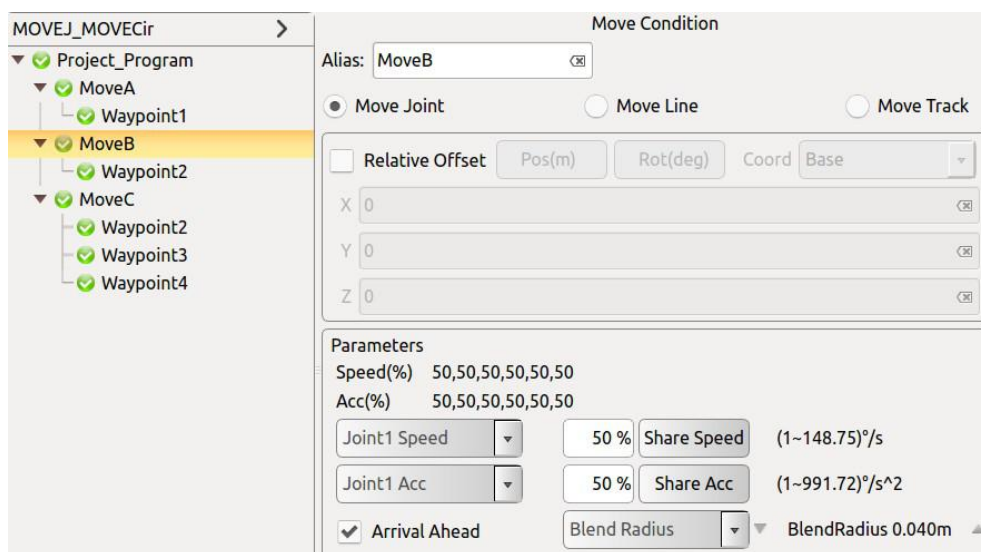 MOVEJ_MOVECir
Project_Program
MoveA
Waypoint1
MoveB
Waypoint2
MoveC
Waypoint2
Waypoint3
Waypoint4
Move Condition
Alias: MoveB
Move Joint Move Line Move Track
Relative Offset Pos(m) Rot(deg) Coord Base
X 0
Y 0
Z 0
Parameters
Speed(%) 50,50,50,50,50,50
Acc(%) 50,50,50,50,50,50
Joint1 Speed 50 % Share Speed (1~148.75)°/s
Joint1 Acc 50 % Share Acc (1~991.72)°/s^2
Arrival Ahead Blend Radius BlendRadius 0.040m